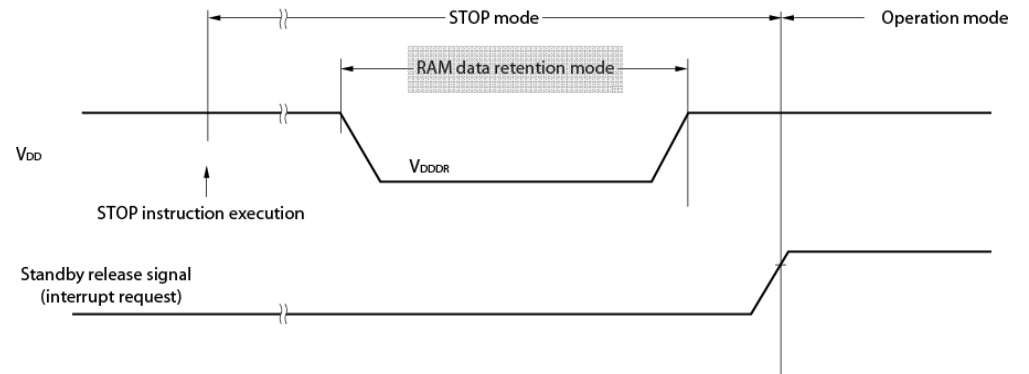 STOP mode
Operation mode
RAM data retention mode
VDD
VDDDR
STOP instruction execution
Standby release signal
(interrupt request)